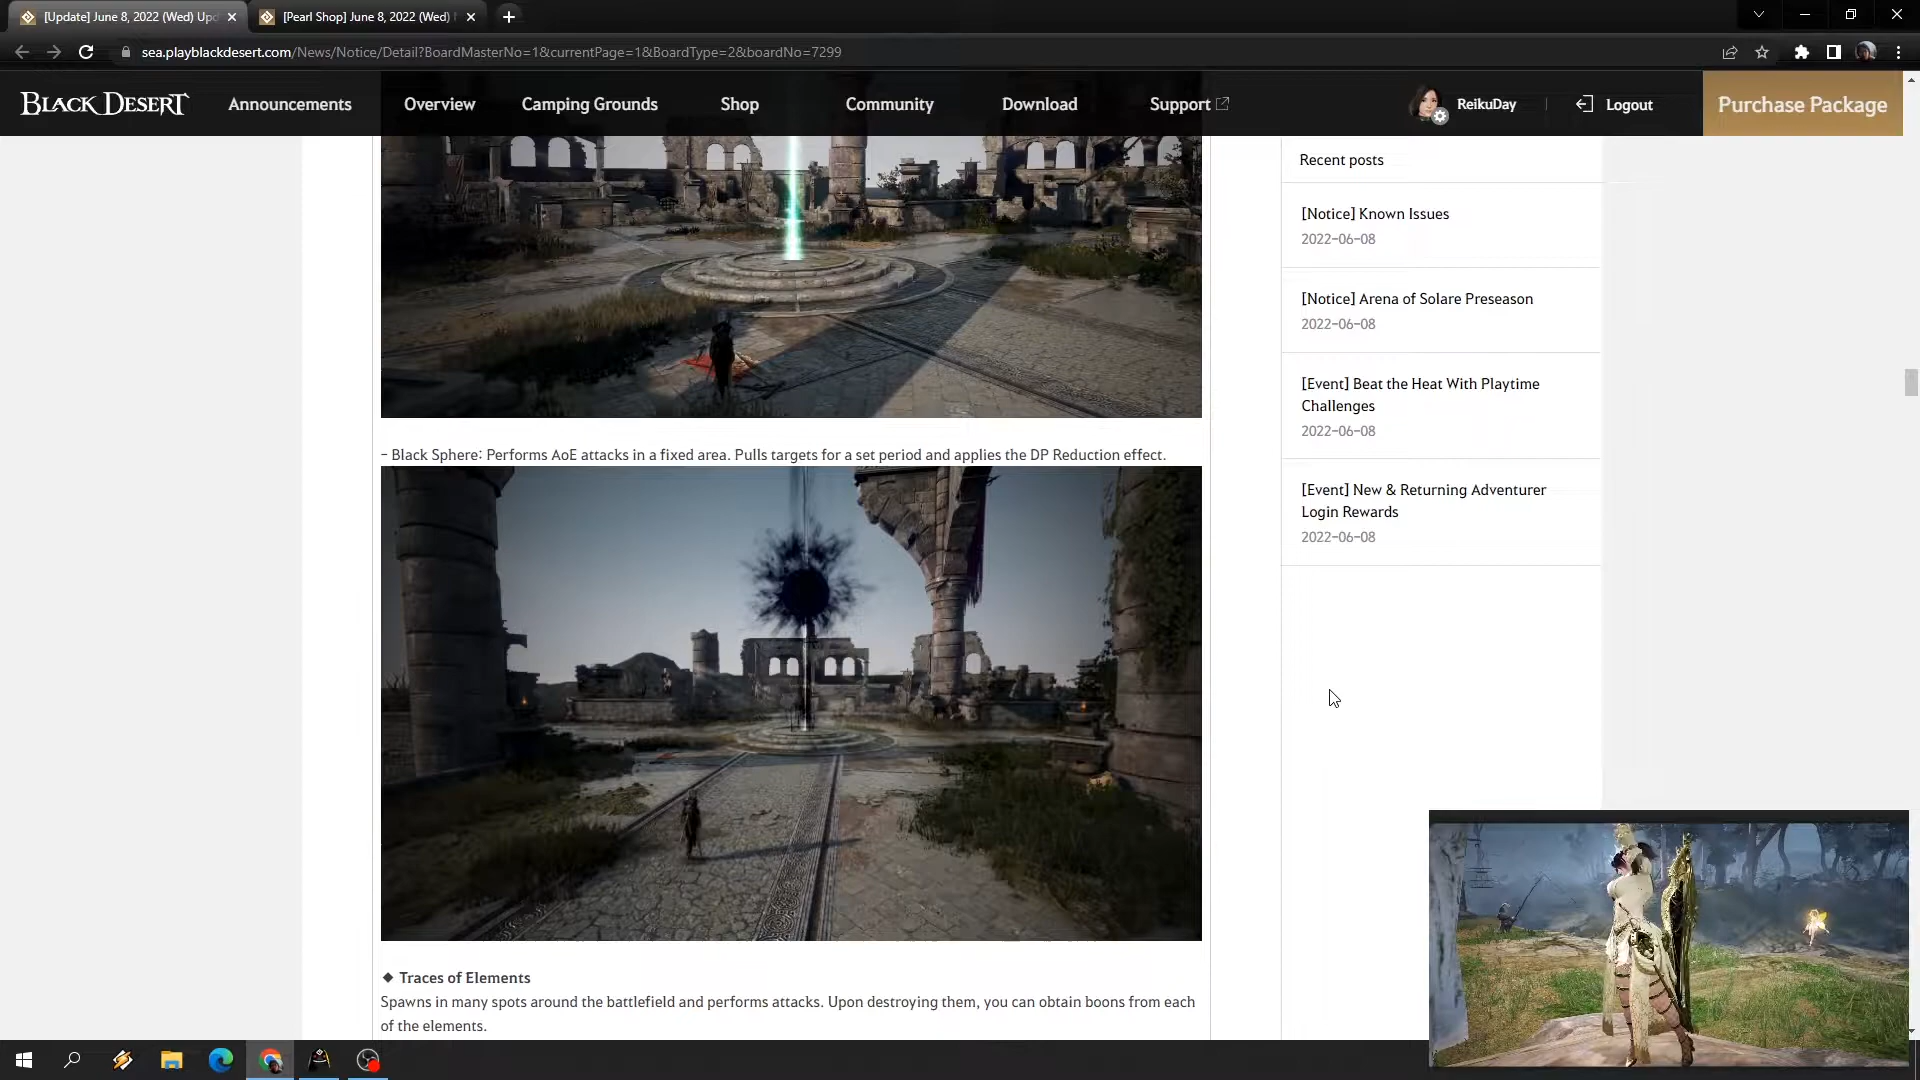 [Update] June 8, 2022 (Wed) Upd
[Pearl Shop] June 8, 2022 (Wed)
sea.playblackdesert.com/News/Notice/Detail?BoardMasterNo=1&currentPage=1&BoardType=2&boardNo=7299
BLACK DESERT
Announcements
Overview
Camping Grounds
Shop
Community
Download
Support
ReikuDay
Logout
Purchase Package
- Black Sphere: Performs AoE attacks in a fixed area. Pulls targets for a set period and applies the DP Reduction effect.
◆ Traces of Elements
Spawns in many spots around the battlefield and performs attacks. Upon destroying them, you can obtain boons from each
of the elements.
Recent posts
[Notice] Known Issues
2022-06-08
[Notice] Arena of Solare Preseason
2022-06-08
[Event] Beat the Heat With Playtime
Challenges
2022-06-08
[Event] New & Returning Adventurer
Login Rewards
2022-06-08